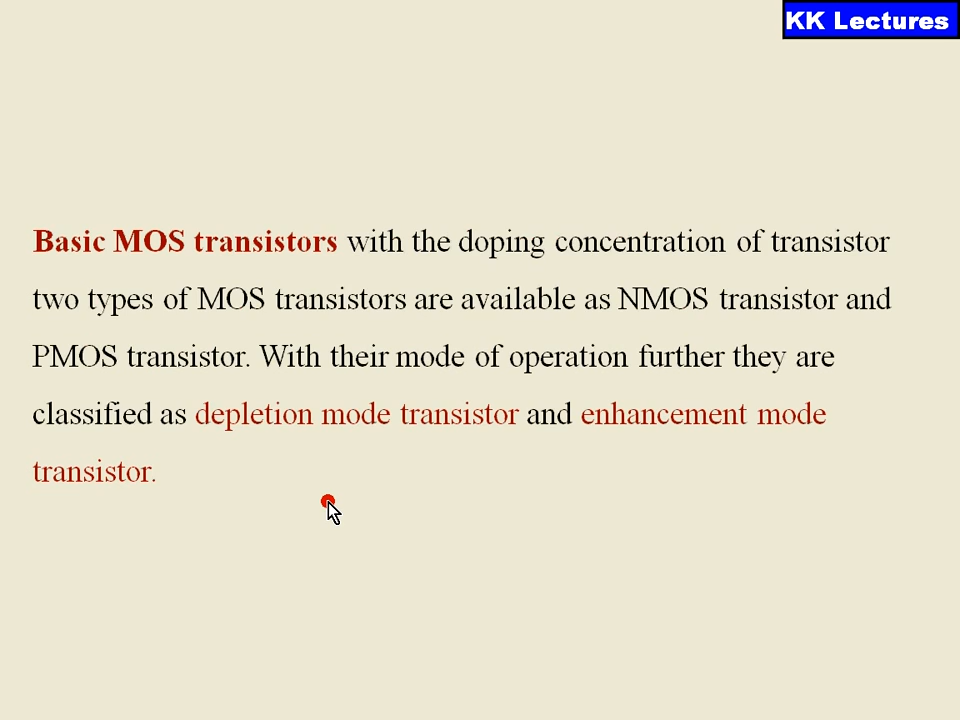 KK Lectures
Basic MOS transistors with the doping concentration of transistor
two types of MOS transistors are available as NMOS transistor and
PMOS transistor. With their mode of operation further they are
classified as depletion mode transistor and enhancement mode
transistor.